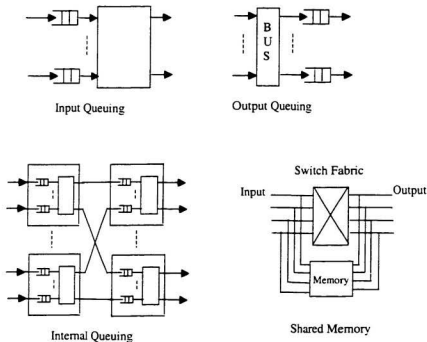 B
U
S
Input Queuing
Output Queuing
Switch Fabric
Input
Output
Memory
Internal Queuing
Shared Memory